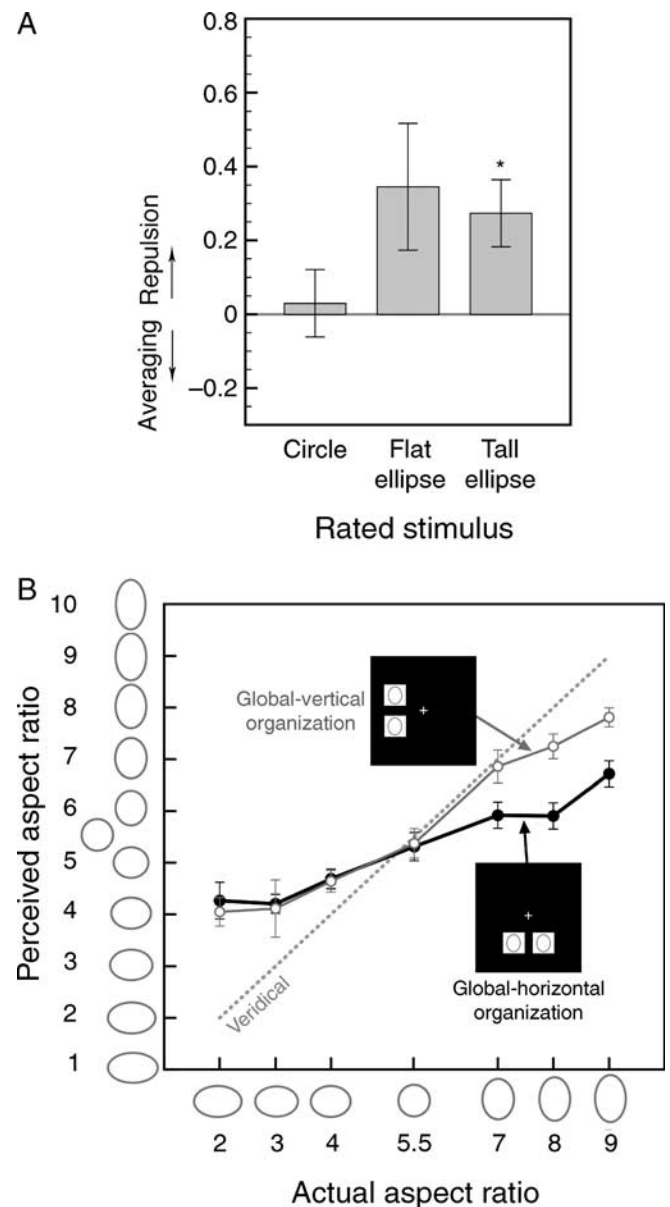 A
0.8
0.6
0.4
0.2
0
−0.2
Averaging Repulsion
*
Circle
Flat
ellipse
Tall
ellipse
Rated stimulus
B
10
9
8
7
6
5
4
3
2
1
Perceived aspect ratio
Global-vertical
organization
Veridical
Global-horizontal
organization
2 3 4 5.5 7 8 9
Actual aspect ratio